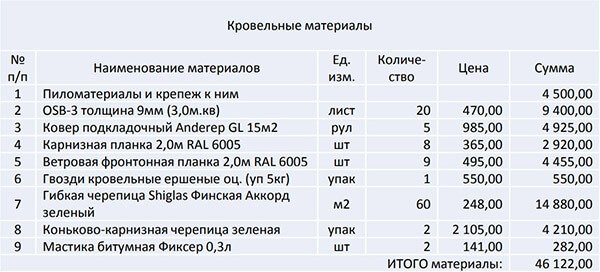 Кровельные материалы
№ п/п Наименование материалов Ед. изм. Количе-ство Цена Сумма
1 Пиломатериалы и крепеж к ним 4 500,00
2 OSB-3 толщина 9мм (3,0м.кв) лист 20 470,00 9 400,00
3 Ковер подкладочный Anderep GL 15м2 рул 5 985,00 4 925,00
4 Карнизная планка 2,0м RAL 6005 шт 8 365,00 2 920,00
5 Ветровая фронтонная планка 2,0м RAL 6005 шт 9 495,00 4 455,00
6 Гвозди кровельные ершеные оц. (уп 5кг) упак 1 550,00 550,00
7 Гибкая черепица Shiglas Финская Аккорд зеленый м2 60 248,00 14 880,00
8 Коньково-карнизная черепица зеленая упак 2 2 105,00 4 210,00
9 Мастика битумная Фиксер 0,3л шт 2 141,00 282,00
ИТОГО материалы: 46 122,00